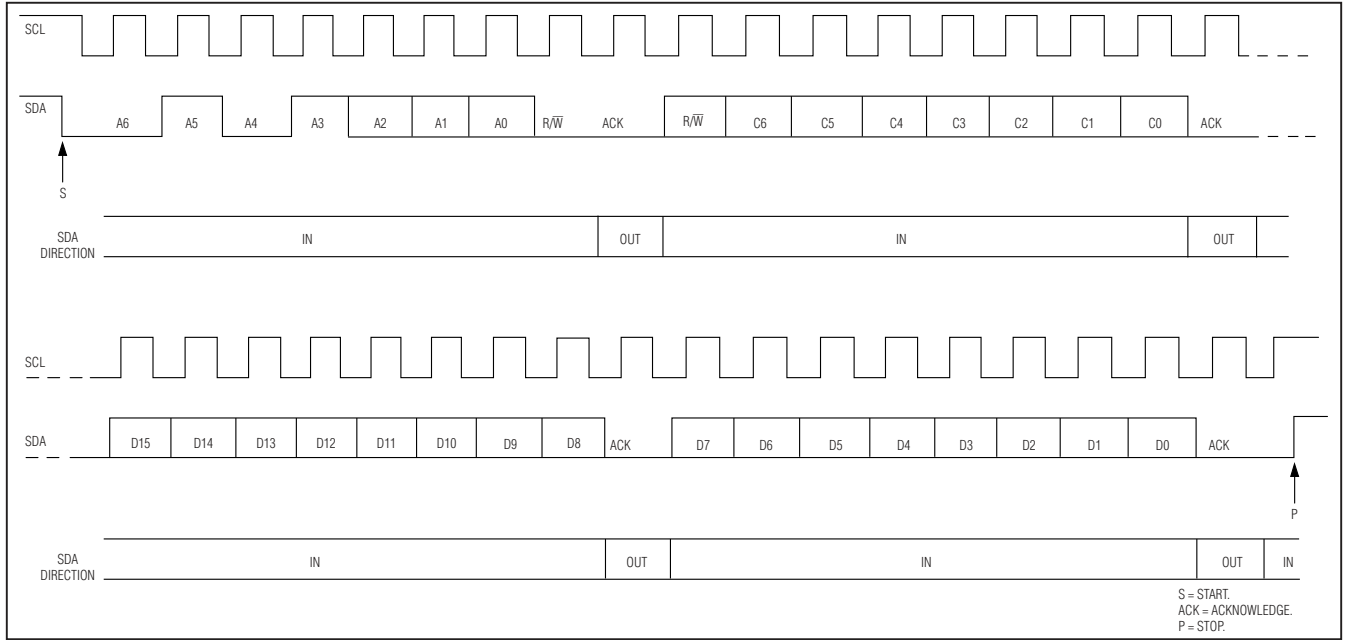 SCL
SDA
A6 A5 A4 A3 A2 A1 A0 R/W̅ ACK R/W̅ C6 C5 C4 C3 C2 C1 C0 ACK
S
SDA DIRECTION
IN OUT IN OUT
SCL
SDA
D15 D14 D13 D12 D11 D10 D9 D8 ACK D7 D6 D5 D4 D3 D2 D1 D0 ACK
P
SDA DIRECTION
IN OUT IN OUT IN
S = START.
ACK = ACKNOWLEDGE.
P = STOP.